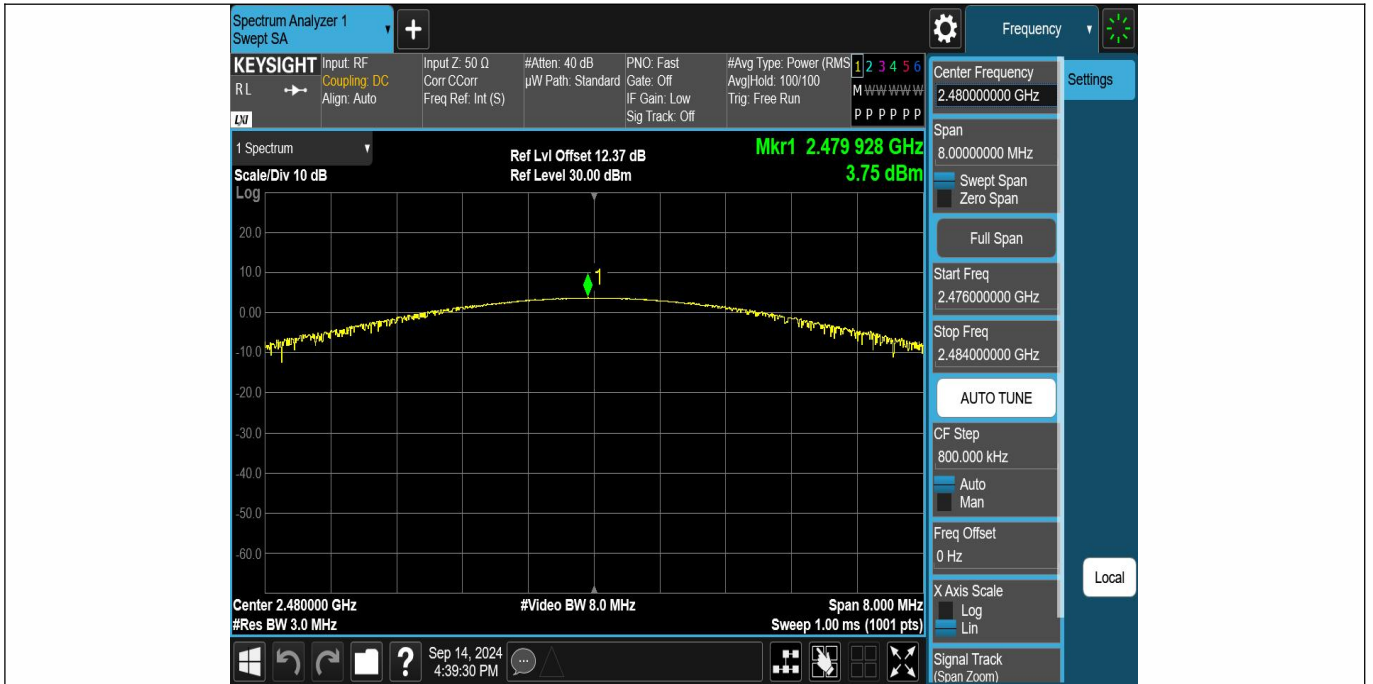 Spectrum Analyzer 1
Swept SA
Frequency
KEYSIGHT
RL
LXI
Input: RF
Coupling: DC
Align: Auto
Input Z: 50 Ω
Corr CCorr
Freq Ref: Int (S)
#Atten: 40 dB
µW Path: Standard
PNO: Fast
Gate: Off
IF Gain: Low
Sig Track: Off
#Avg Type: Power (RMS
Avg|Hold: 100/100
Trig: Free Run
1 2 3 4 5 6
M W W W W W
P P P P P P
1 Spectrum
Scale/Div 10 dB
Log
Ref Lvl Offset 12.37 dB
Ref Level 30.00 dBm
Mkr1 2.479 928 GHz
3.75 dBm
20.0
10.0
0.00
-10.0
-20.0
-30.0
-40.0
-50.0
-60.0
1
Center 2.480000 GHz
#Res BW 3.0 MHz
#Video BW 8.0 MHz
Span 8.000 MHz
Sweep 1.00 ms (1001 pts)
Sep 14, 2024
4:39:30 PM
Center Frequency
2.480000000 GHz
Settings
Span
8.00000000 MHz
Swept Span
Zero Span
Full Span
Start Freq
2.476000000 GHz
Stop Freq
2.484000000 GHz
AUTO TUNE
CF Step
800.000 kHz
Auto
Man
Freq Offset
0 Hz
X Axis Scale
Log
Lin
Signal Track
(Span Zoom)
Local